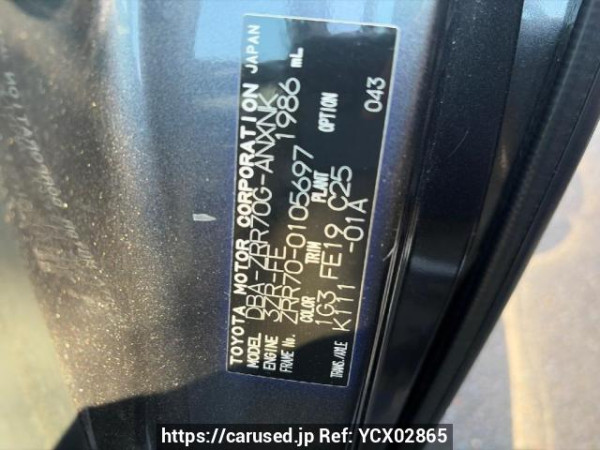 TOYOTA MOTOR CORPORATION JAPAN
MODEL DBA-ZRR70G-ANXNK
ENGINE 3ZR-FE 1986 mL
FRAME No. ZRR70-0105697
COLOR TRIM PLANT OPTION
1G3 FE19 C25 043
TRANS./AXLE K111 -01A
https://carused.jp Ref: YCX02865